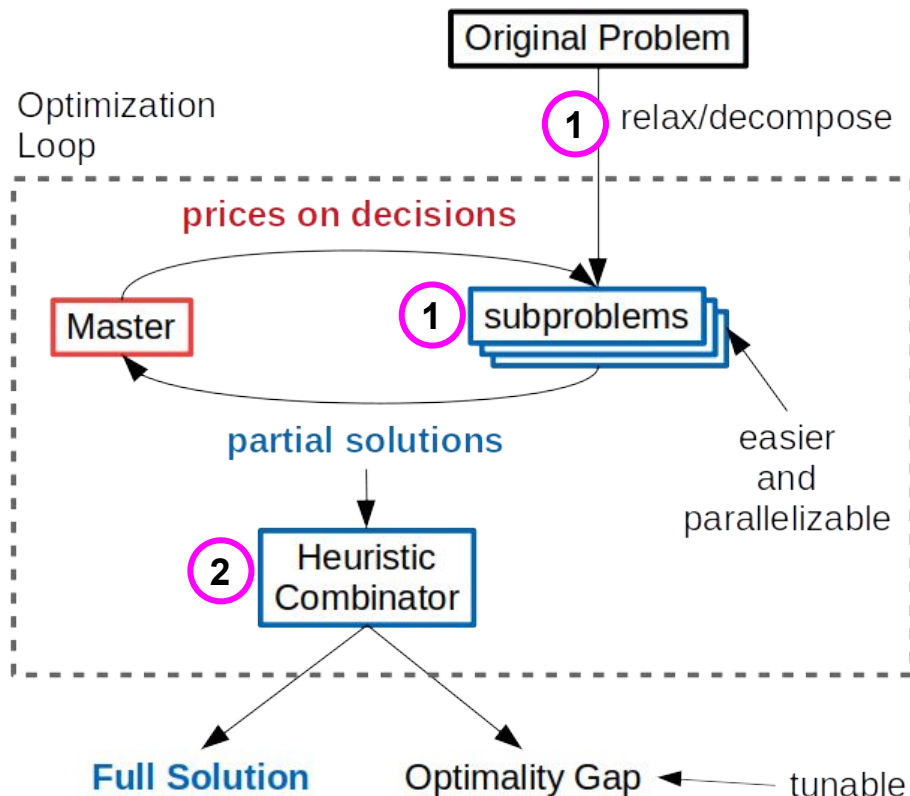 Original Problem
Optimization
Loop
1
relax/decompose
prices on decisions
Master
1
subproblems
partial solutions
easier
and
parallelizable
2
Heuristic
Combinator
Full Solution
Optimality Gap
tunable